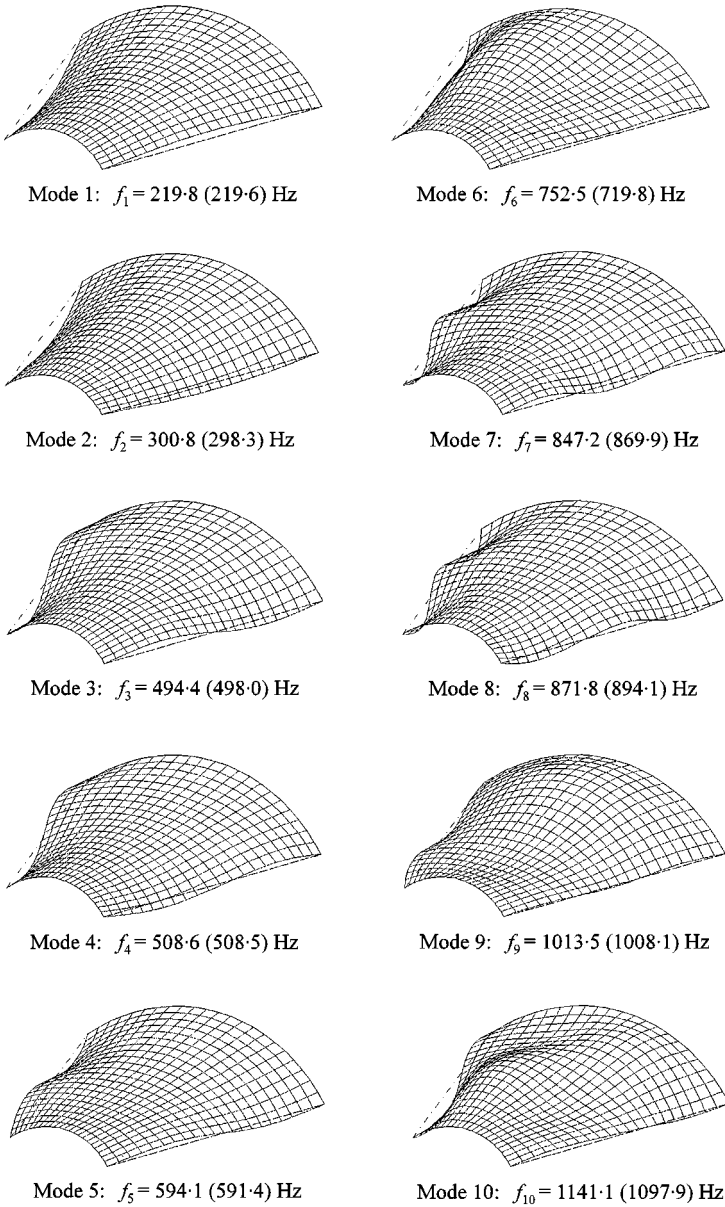 Mode 1: f1 = 219·8 (219·6) Hz
Mode 2: f2 = 300·8 (298·3) Hz
Mode 3: f3 = 494·4 (498·0) Hz
Mode 4: f4 = 508·6 (508·5) Hz
Mode 5: f5 = 594·1 (591·4) Hz
Mode 6: f6 = 752·5 (719·8) Hz
Mode 7: f7 = 847·2 (869·9) Hz
Mode 8: f8 = 871·8 (894·1) Hz
Mode 9: f9 = 1013·5 (1008·1) Hz
Mode 10: f10 = 1141·1 (1097·9) Hz